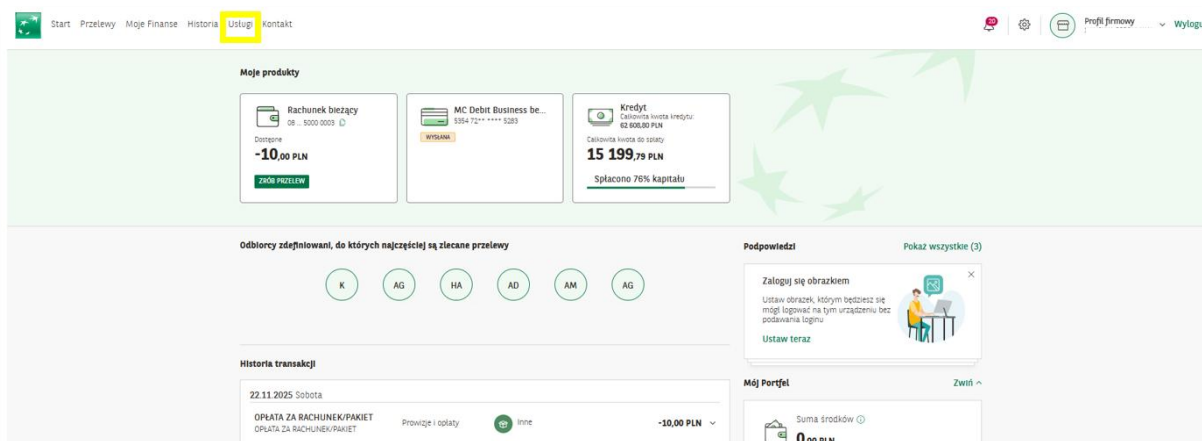 Start Przelewy Moje Finanse Historia Usługi Kontakt
20
Profil firmowy
Wylogu
Moje produkty
Rachunek bieżący
08 ... 5000 0003
Dostępne
-10,00 PLN
ZRÓB PRZELEW
MC Debit Business be...
5354 72** **** 5283
WYSŁANA
Kredyt
Całkowita kwota kredytu:
62 608,80 PLN
Całkowita kwota do spłaty
15 199,79 PLN
Spłacono 76% kapitału
Odbiorcy zdefiniowani, do których najczęściej są zlecane przelewy
K AG HA AD AM AG
Podpowiedzi Pokaż wszystkie (3)
Zaloguj się obrazkiem
Ustaw obrazek, którym będziesz się
mógł logować na tym urządzeniu bez
podawania loginu
Ustaw teraz
Historia transakcji
22.11.2025 Sobota
OPŁATA ZA RACHUNEK/PAKIET
OPŁATA ZA RACHUNEK/PAKIET
Prowizje i opłaty
Inne
-10,00 PLN
Mój Portfel Zwiń
Suma środków
0,00 PLN